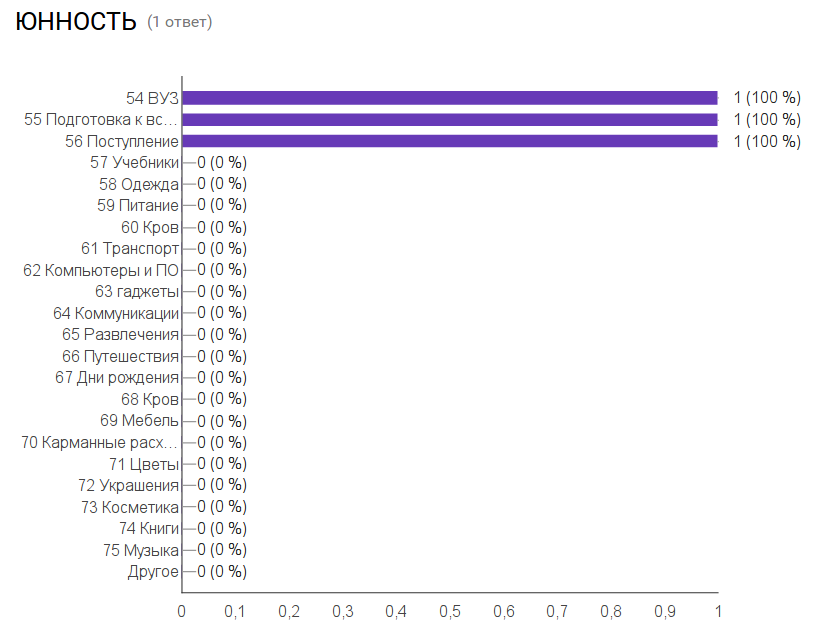 ЮННОСТЬ (1 ответ)
54 ВУЗ 1 (100 %)
55 Подготовка к вс… 1 (100 %)
56 Поступление 1 (100 %)
57 Учебники 0 (0 %)
58 Одежда 0 (0 %)
59 Питание 0 (0 %)
60 Кров 0 (0 %)
61 Транспорт 0 (0 %)
62 Компьютеры и ПО 0 (0 %)
63 гаджеты 0 (0 %)
64 Коммуникации 0 (0 %)
65 Развлечения 0 (0 %)
66 Путешествия 0 (0 %)
67 Дни рождения 0 (0 %)
68 Кров 0 (0 %)
69 Мебель 0 (0 %)
70 Карманные расх… 0 (0 %)
71 Цветы 0 (0 %)
72 Украшения 0 (0 %)
73 Косметика 0 (0 %)
74 Книги 0 (0 %)
75 Музыка 0 (0 %)
Другое 0 (0 %)
0 0,1 0,2 0,3 0,4 0,5 0,6 0,7 0,8 0,9 1